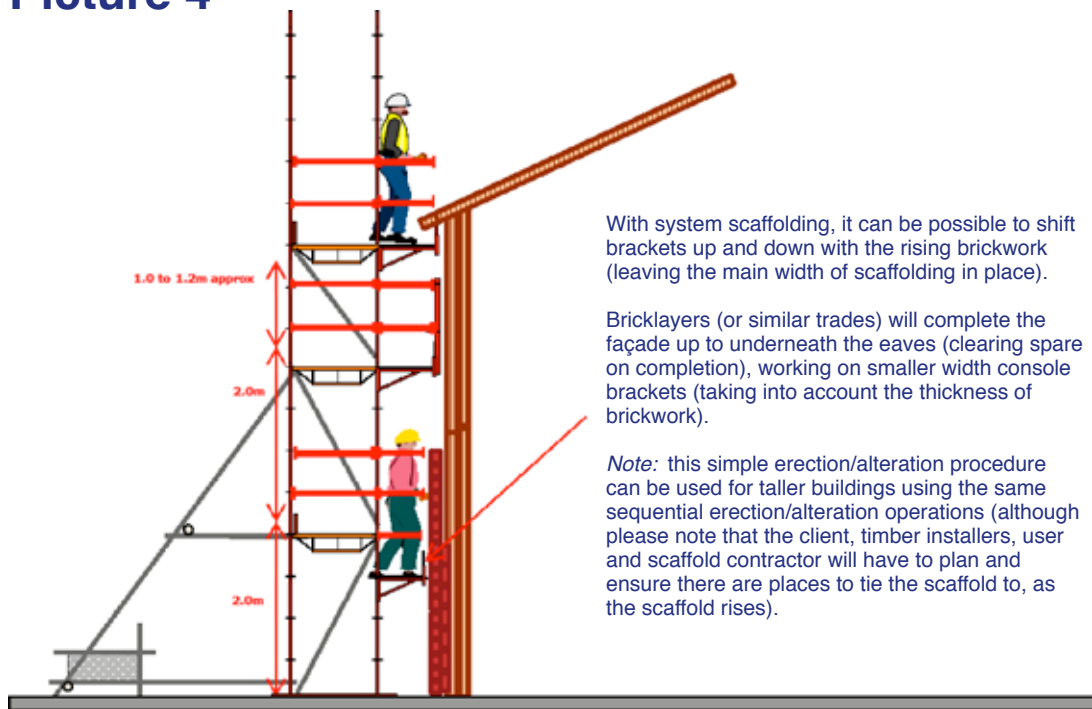 Picture 4
With system scaffolding, it can be possible to shift
brackets up and down with the rising brickwork
(leaving the main width of scaffolding in place).
Bricklayers (or similar trades) will complete the
façade up to underneath the eaves (clearing spare
on completion), working on smaller width console
brackets (taking into account the thickness of
brickwork).
Note: this simple erection/alteration procedure
can be used for taller buildings using the same
sequential erection/alteration operations (although
please note that the client, timber installers, user
and scaffold contractor will have to plan and
ensure there are places to tie the scaffold to, as
the scaffold rises).
1.0 to 1.2m approx
2.0m
2.0m